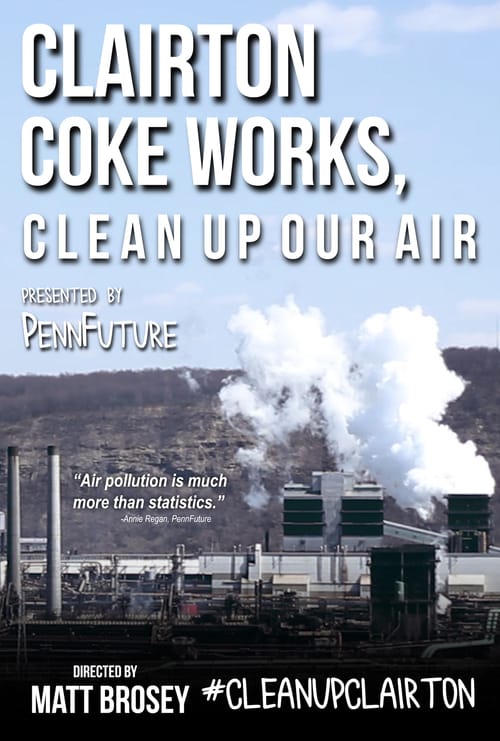 CLAIRTON
COKE WORKS,
CLEAN UP OUR AIR
PRESENTED BY
PENNFUTURE
“Air pollution is much
more than statistics.”
-Annie Regan, PennFuture
DIRECTED BY
MATT BROSEY #CLEANUPCLAIRTON